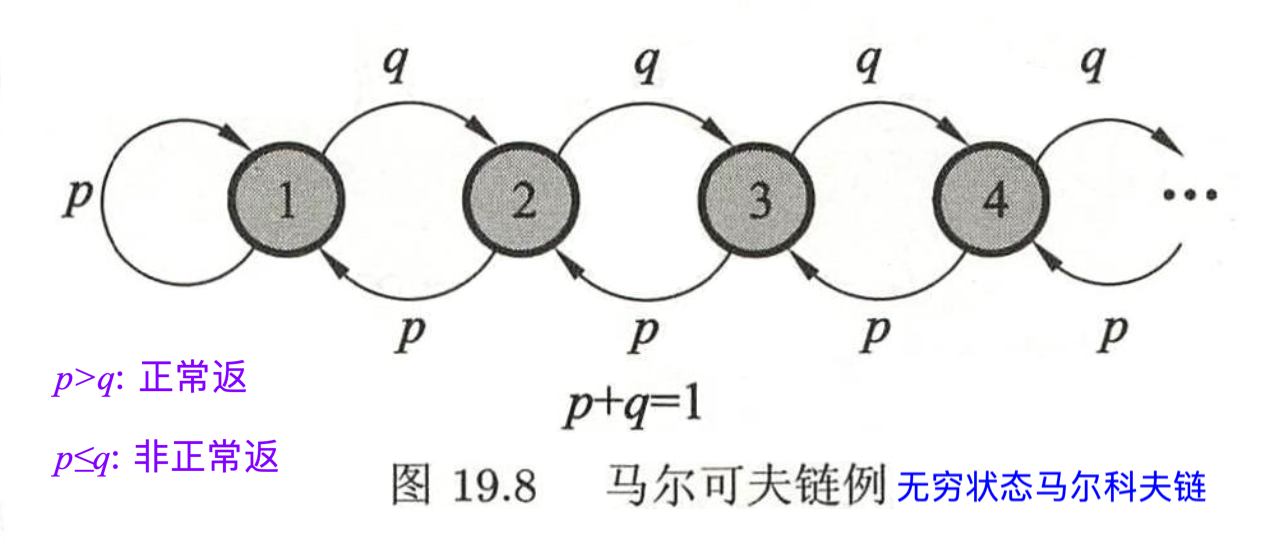 q q q q
p 1 2 3 4 ...
p p p p
p>q: 正常返
p+q=1
p≤q: 非正常返
图 19.8 马尔可夫链例 无穷状态马尔科夫链